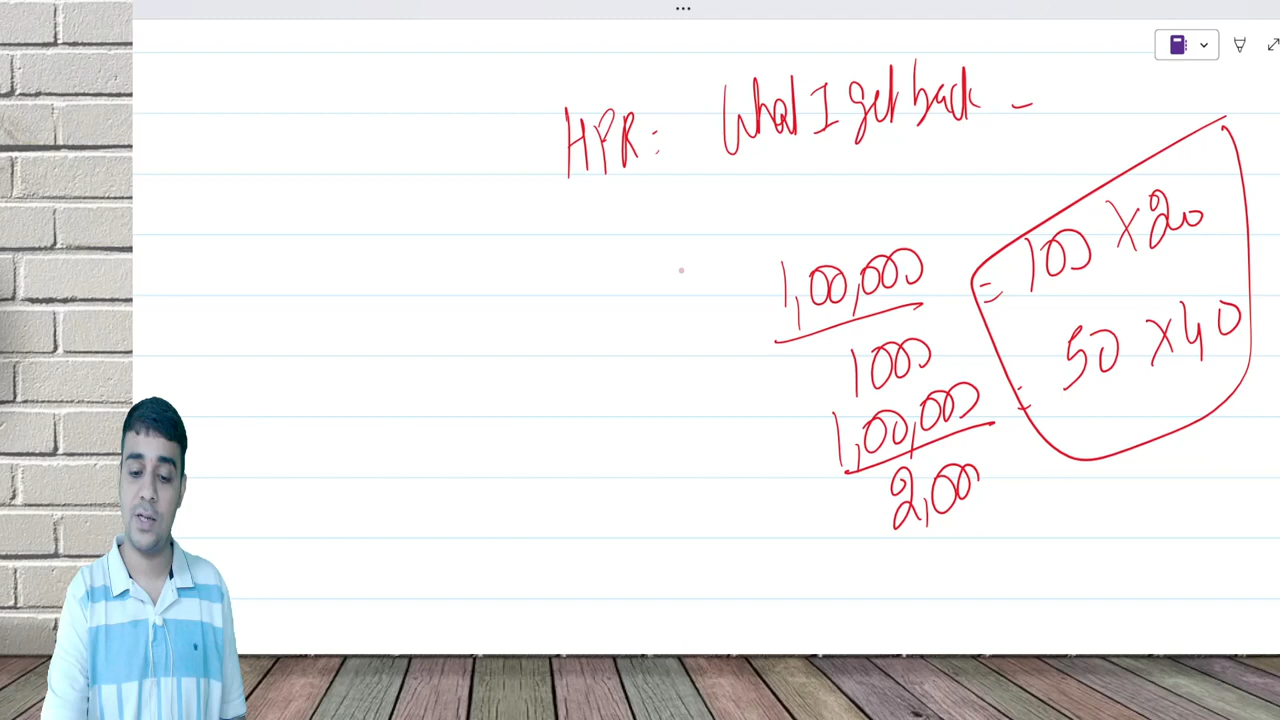 HPR: What I get back -
1,00,000 / 1000 = 100 x 20
1,00,000 / 2,000 = 50 x 40